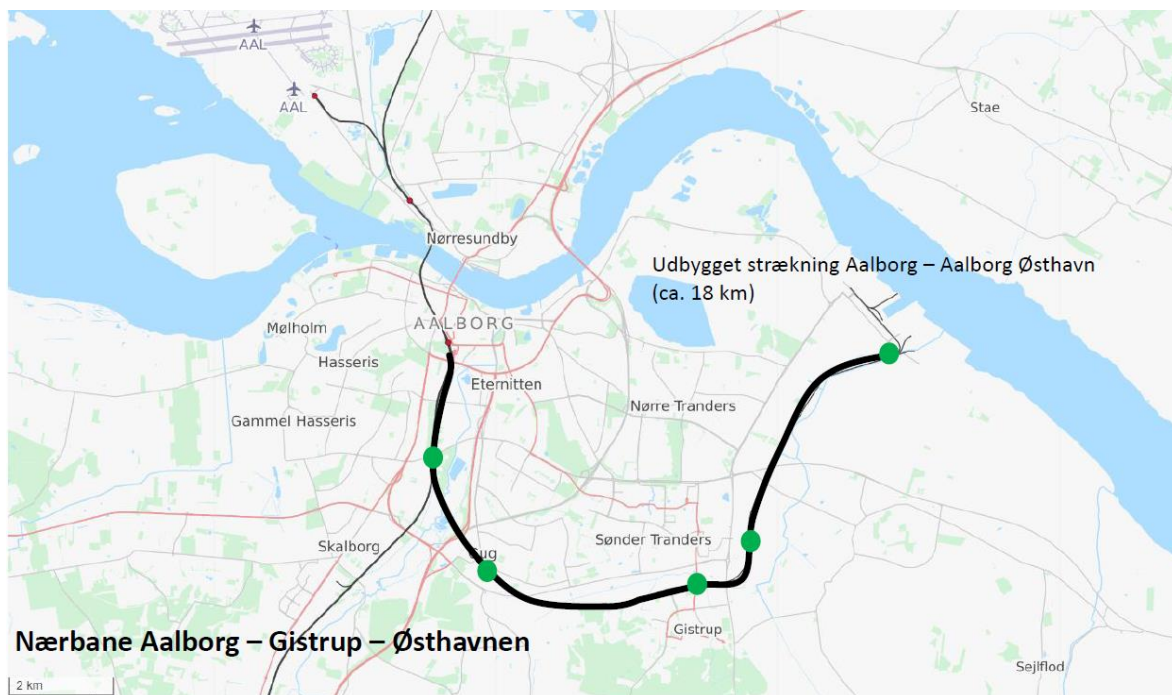 AAL
AAL
Stae
Nørresundby
Udbygget strækning Aalborg – Aalborg Østhavn
(ca. 18 km)
Mølholm
AALBORG
Hasseris
Eternitten
Nørre Tranders
Gammel Hasseris
Skalborg
Sønder Tranders
Gug
Gistrup
Nærbane Aalborg – Gistrup – Østhavnen
Sejlflod
2 km